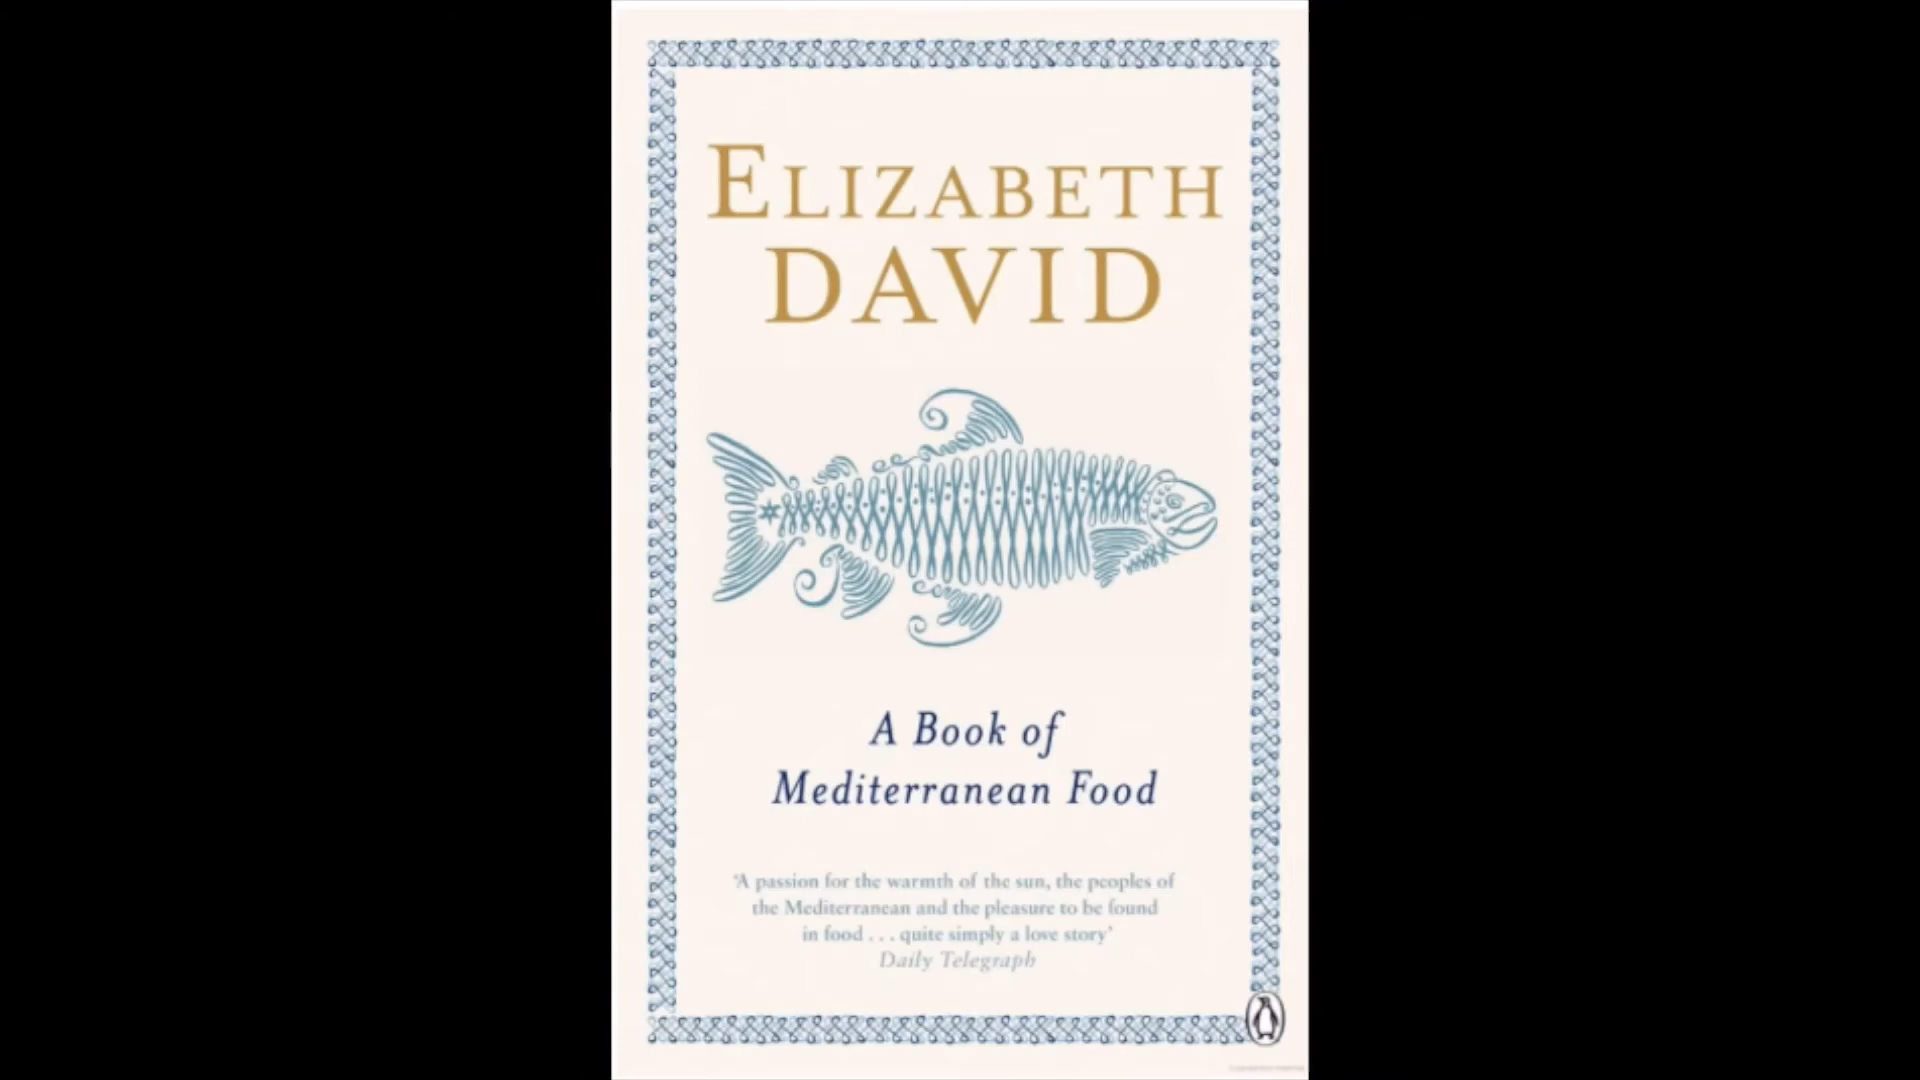 ELIZABETH
DAVID
A Book of
Mediterranean Food
‘A passion for the warmth of the sun, the peoples of
the Mediterranean and the pleasure to be found
in food . . . quite simply a love story’
Daily Telegraph